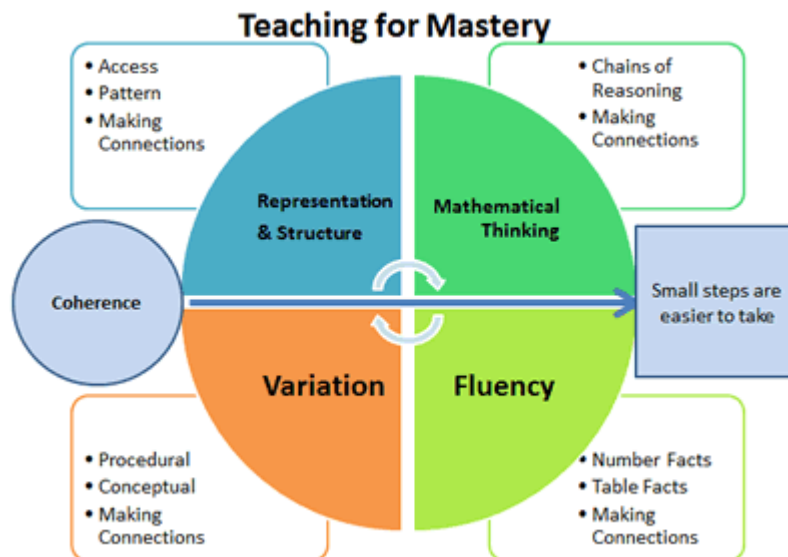 Teaching for Mastery
• Access
• Pattern
• Making
Connections
• Chains of
Reasoning
• Making
Connections
Representation
& Structure
Mathematical
Thinking
Coherence
Small steps are
easier to take
Variation
Fluency
• Procedural
• Conceptual
• Making
Connections
• Number Facts
• Table Facts
• Making
Connections